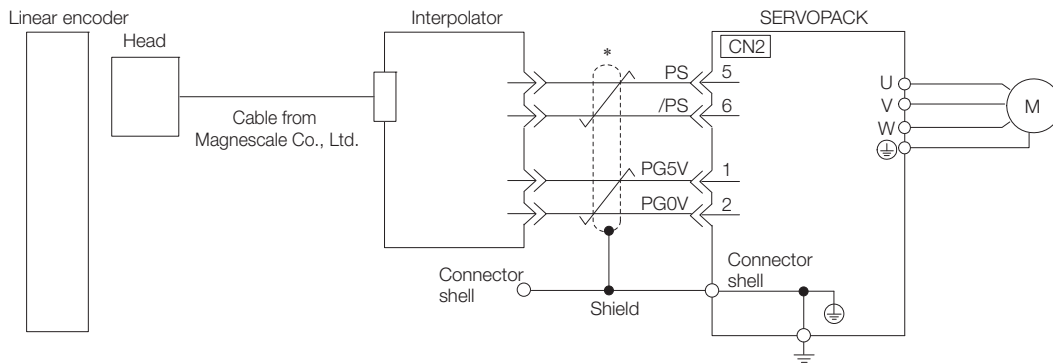 Linear encoder
Head
Interpolator
SERVOPACK
CN2
*
PS 5
/PS 6
PG5V 1
PG0V 2
U
V
W
M
Cable from
Magnescale Co., Ltd.
Connector
shell
Shield
Connector
shell